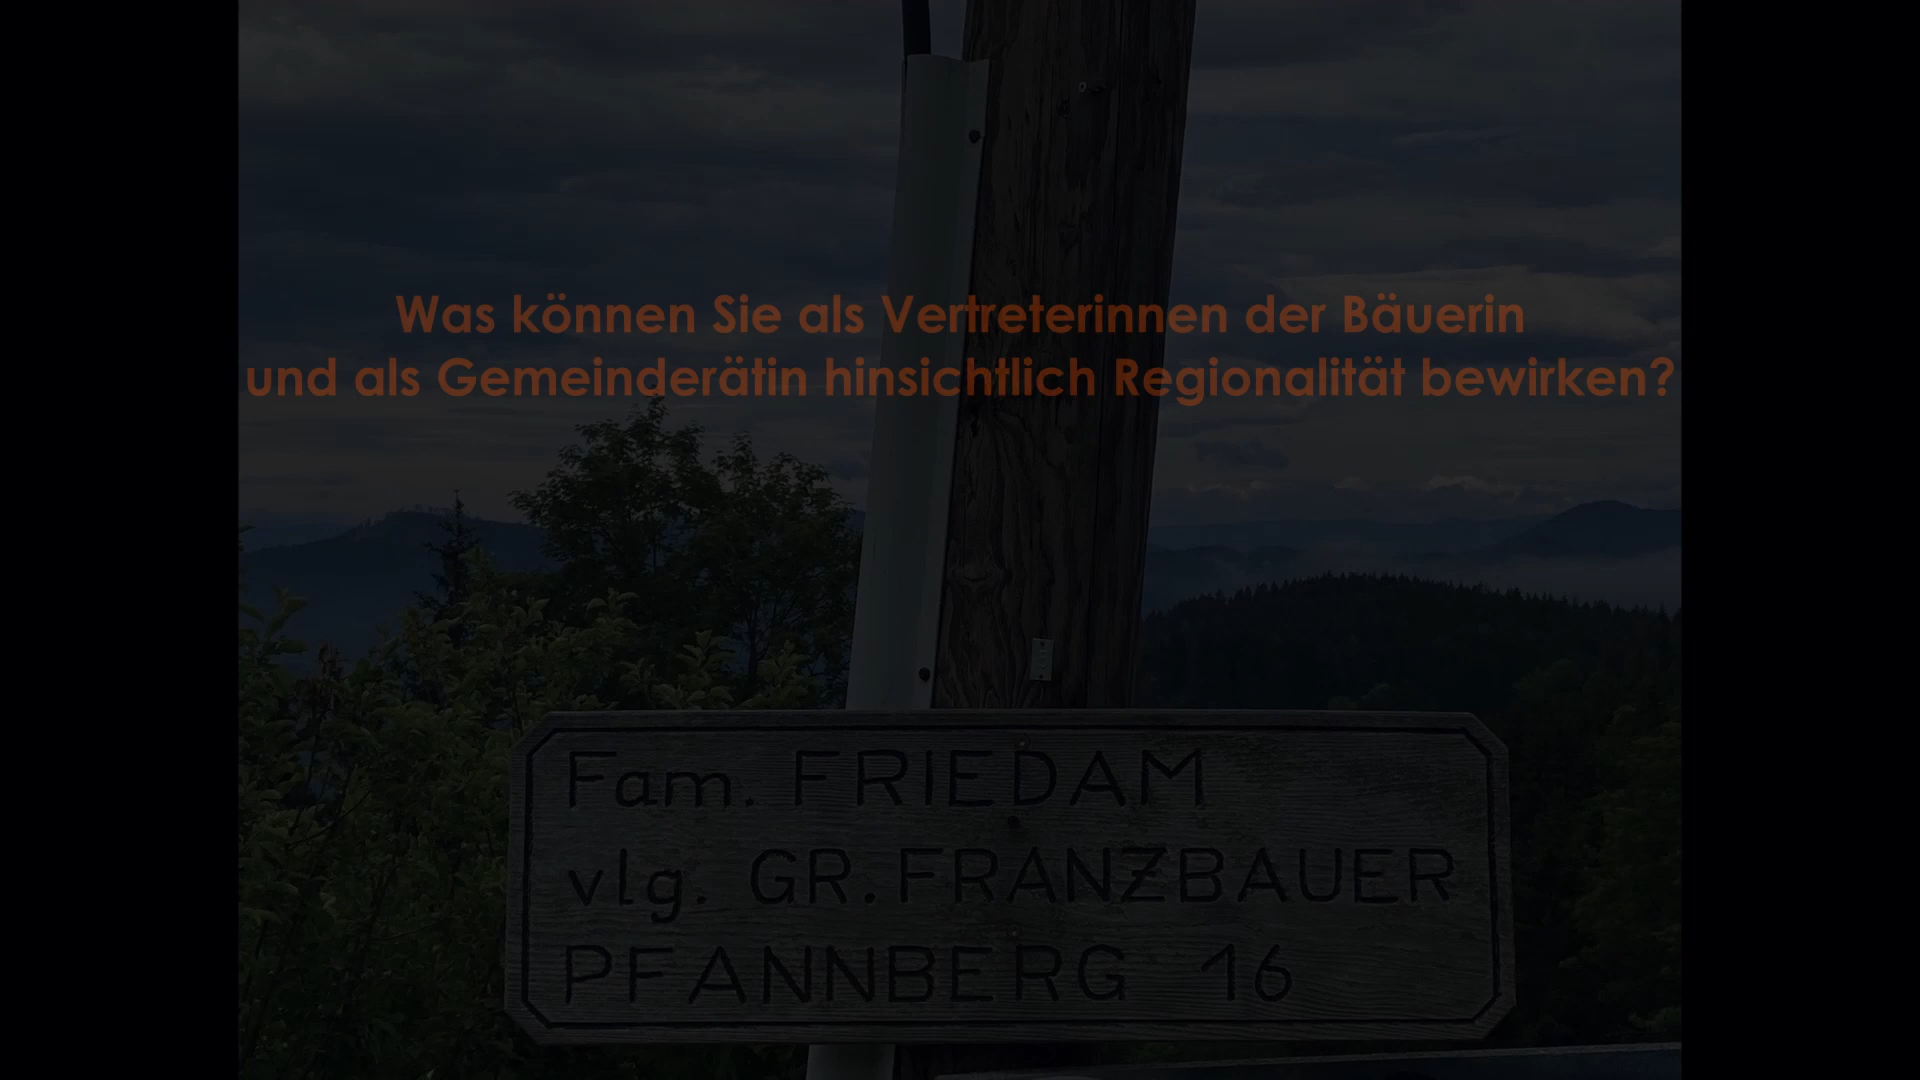 Was können Sie als Vertreterinnen der Bäuerin
und als Gemeinderätin hinsichtlich Regionalität bewirken?
Fam. FRIEDAM
vlg. GR. FRANZBAUER
PFANNBERG 16